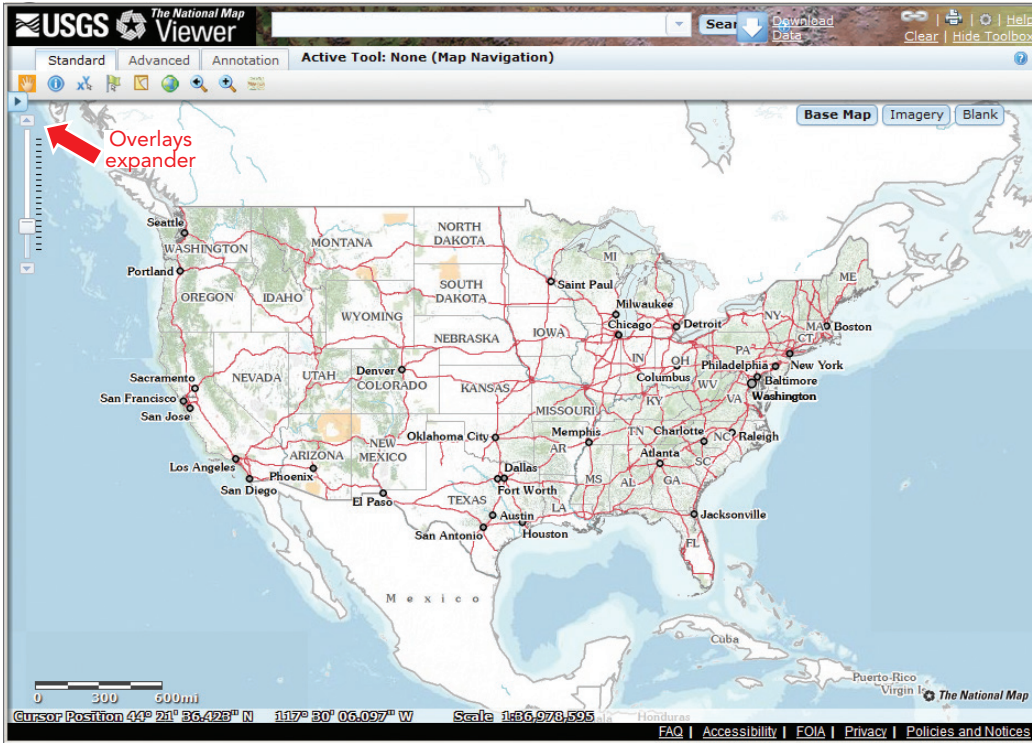 USGS The National Map Viewer
Sear Download Data
Clear | Hide Toolbox
| Help
Standard Advanced Annotation Active Tool: None (Map Navigation)
Overlays expander
Base Map Imagery Blank
Seattle
WASHINGTON
MONTANA
NORTH DAKOTA
MI
ME
Portland
OREGON
IDAHO
SOUTH DAKOTA
Saint Paul
WYOMING
Milwaukee
Chicago
Detroit
NY
MA
Boston
CT
NEBRASKA
IOWA
IN
OH
PA
Philadelphia
New York
Sacramento
NEVADA
UTAH
Denver
COLORADO
KANSAS
Columbus
WV
Baltimore
Washington
San Francisco
San Jose
MISSOURI
KY
VA
Oklahoma City
Memphis
TN
Charlotte
NC
Raleigh
Los Angeles
ARIZONA
NEW MEXICO
AR
Atlanta
SC
Phoenix
Dallas
MS
AL
GA
San Diego
El Paso
TEXAS
Fort Worth
LA
Austin
Jacksonville
San Antonio
Houston
FL
Mexico
Cuba
Puerto Rico
Virgin Is
0 300 600mi
The National Map
Cursor Position 44° 21' 36.423" N 117° 30' 06.097" W Scale 1:36,978,595
Honduras
FAQ | Accessibility | FOIA | Privacy | Policies and Notices